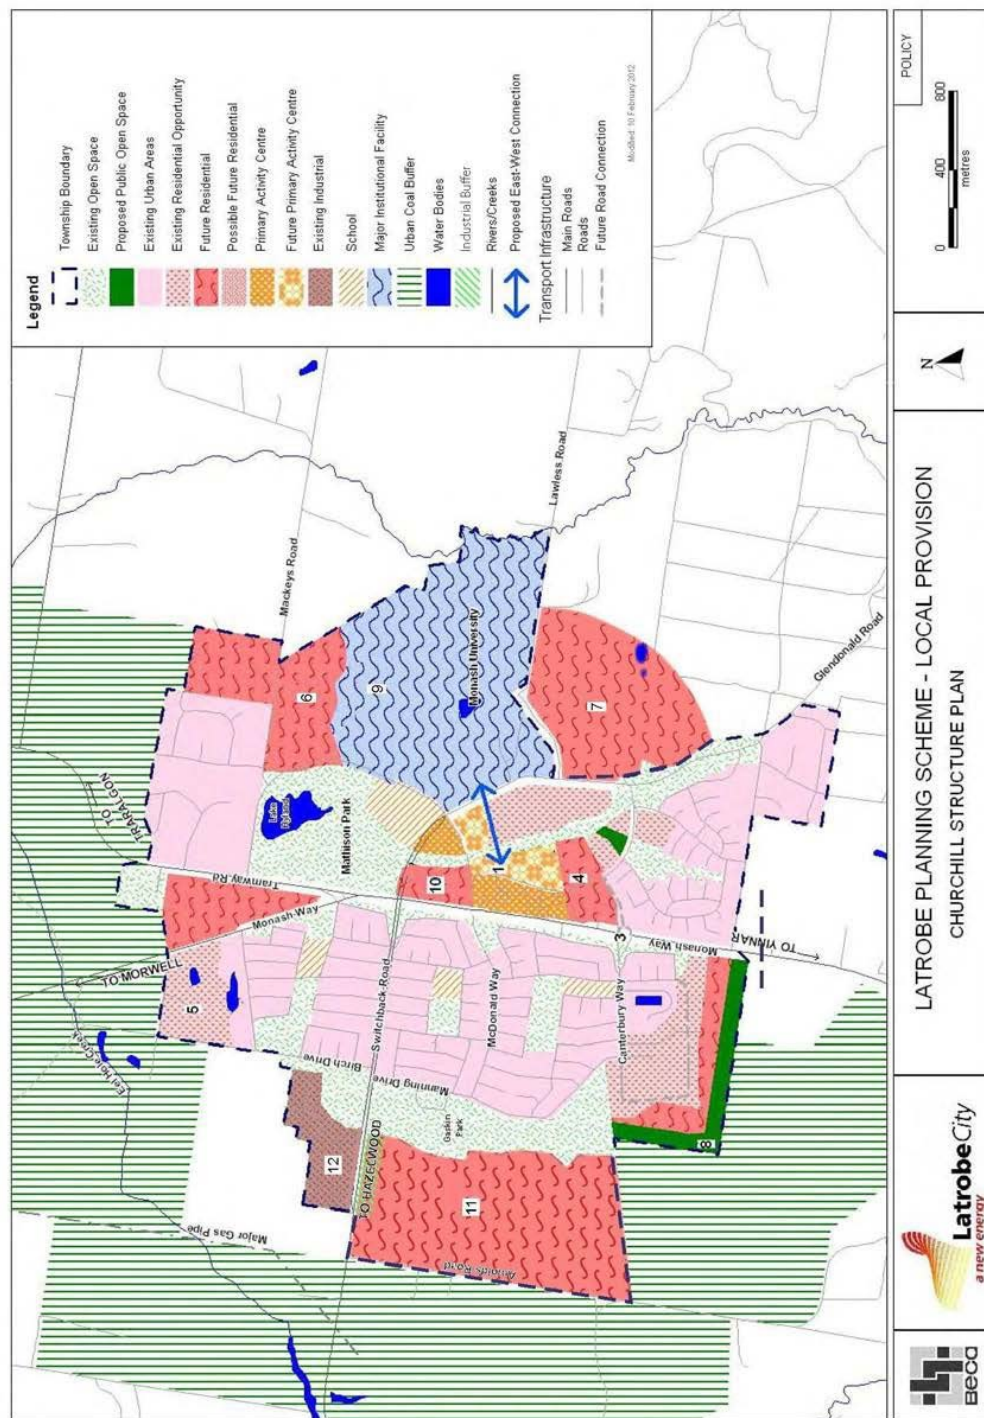 Legend
Township Boundary
Existing Open Space
Proposed Public Open Space
Existing Urban Areas
Existing Residential Opportunity
Future Residential
Possible Future Residential
Primary Activity Centre
Future Primary Activity Centre
Existing Industrial
School
Major Institutional Facility
Urban Coal Buffer
Water Bodies
Industrial Buffer
Rivers/Creeks
Proposed East-West Connection
Transport Infrastructure
Main Roads
Roads
Future Road Connection
Modified: 10 February 2012
Mackeys Road
Lawless Road
Glendonald Road
TO
TRARALGON
Tramway Rd
Monash Way
TO MORWELL
Eel Hole Creek
Lake
Hyland
Mathison Park
Monash University
Switchback Road
Birch Drive
Manning Drive
McDonald Way
Canterbury Way
Monash Way
TO YINNAR
Gaskin
Park
TO HAZELWOOD
Major Gas Pipe
Arnolds Road
6
9
7
10
1
4
3
5
8
12
11
POLICY
0 400 800
metres
N
LATROBE PLANNING SCHEME - LOCAL PROVISION
CHURCHILL STRUCTURE PLAN
LatrobeCity
a new energy
Beca